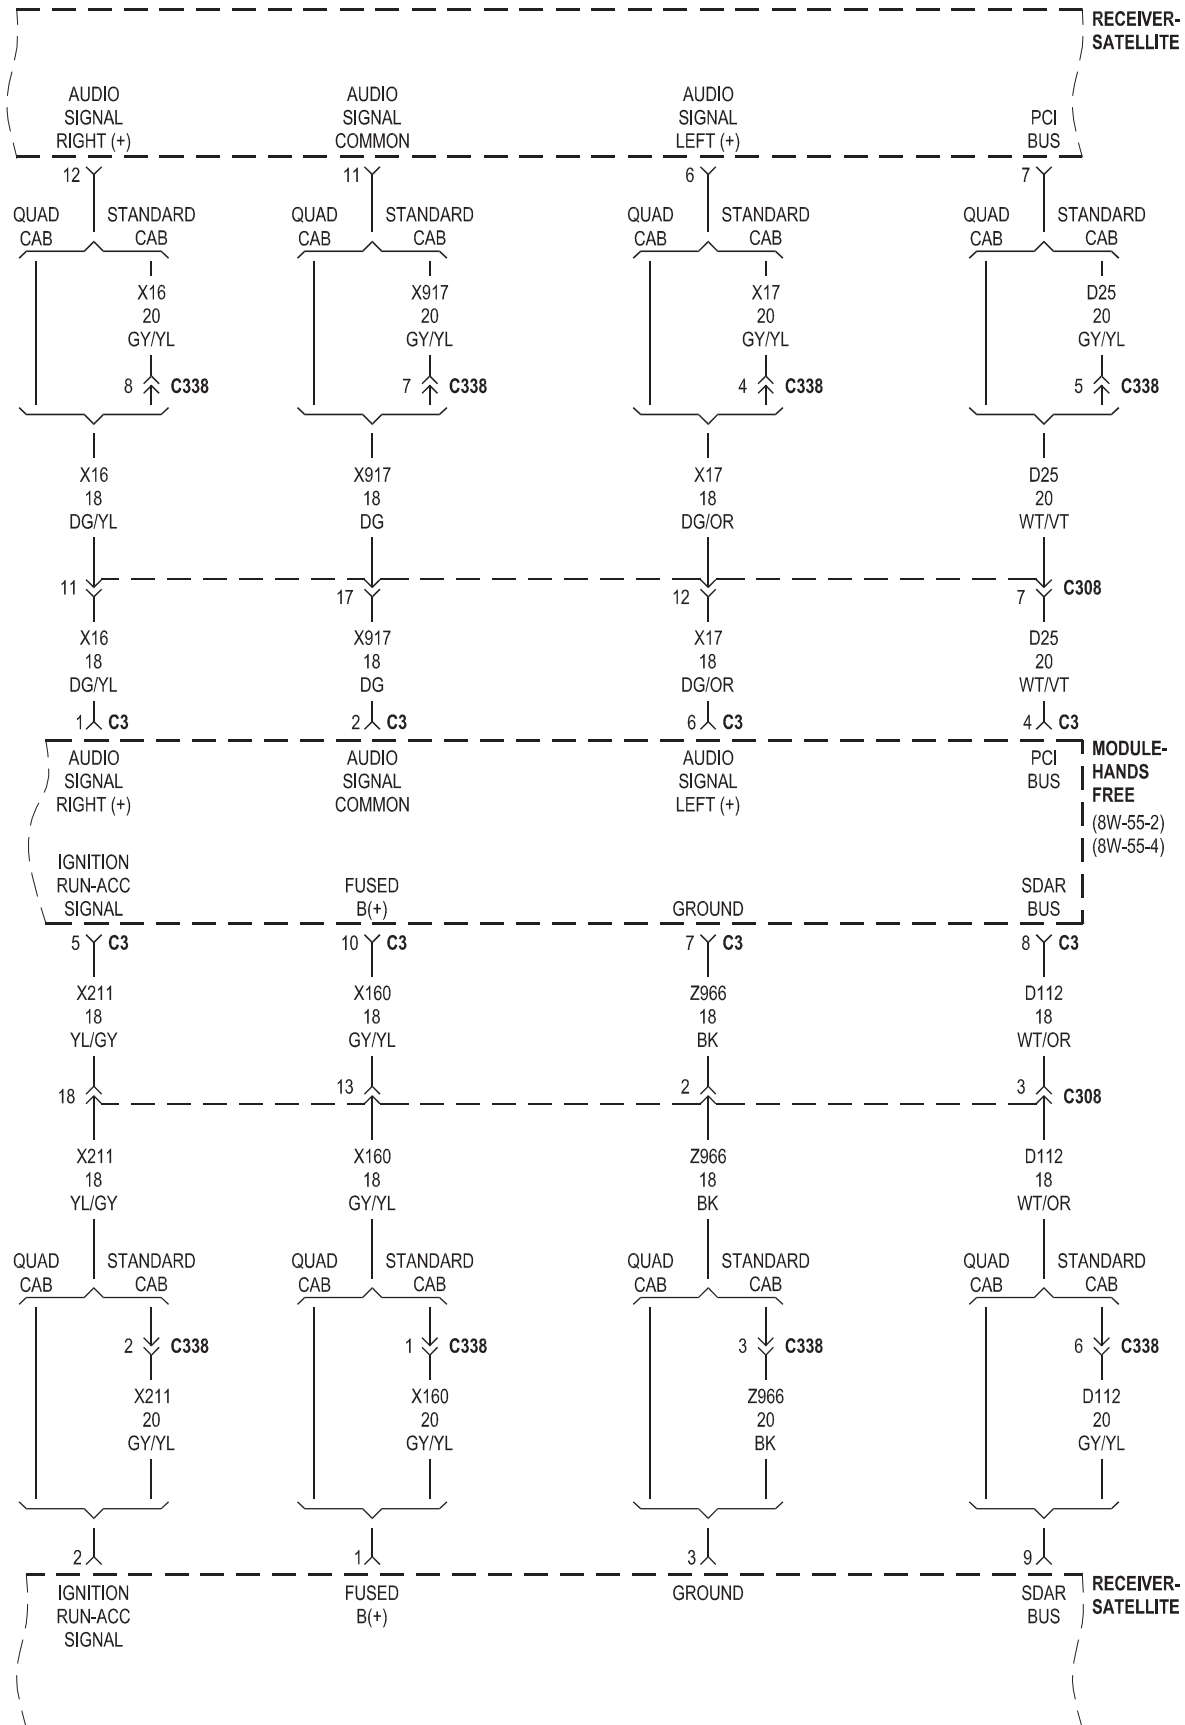 RECEIVER-
SATELLITE
AUDIO
SIGNAL
RIGHT (+)
AUDIO
SIGNAL
COMMON
AUDIO
SIGNAL
LEFT (+)
PCI
BUS
12
11
6
7
QUAD
CAB
STANDARD
CAB
QUAD
CAB
STANDARD
CAB
QUAD
CAB
STANDARD
CAB
QUAD
CAB
STANDARD
CAB
X16
20
GY/YL
X917
20
GY/YL
X17
20
GY/YL
D25
20
GY/YL
8 C338
7 C338
4 C338
5 C338
X16
18
DG/YL
X917
18
DG
X17
18
DG/OR
D25
20
WT/VT
11
17
12
7 C308
X16
18
DG/YL
X917
18
DG
X17
18
DG/OR
D25
20
WT/VT
1 C3
2 C3
6 C3
4 C3
AUDIO
SIGNAL
RIGHT (+)
AUDIO
SIGNAL
COMMON
AUDIO
SIGNAL
LEFT (+)
PCI
BUS
MODULE-
HANDS
FREE
(8W-55-2)
(8W-55-4)
IGNITION
RUN-ACC
SIGNAL
FUSED
B(+)
GROUND
SDAR
BUS
5 C3
10 C3
7 C3
8 C3
X211
18
YL/GY
X160
18
GY/YL
Z966
18
BK
D112
18
WT/OR
18
13
2
3 C308
X211
18
YL/GY
X160
18
GY/YL
Z966
18
BK
D112
18
WT/OR
QUAD
CAB
STANDARD
CAB
QUAD
CAB
STANDARD
CAB
QUAD
CAB
STANDARD
CAB
QUAD
CAB
STANDARD
CAB
2 C338
1 C338
3 C338
6 C338
X211
20
GY/YL
X160
20
GY/YL
Z966
20
BK
D112
20
GY/YL
2
1
3
9
IGNITION
RUN-ACC
SIGNAL
FUSED
B(+)
GROUND
SDAR
BUS
RECEIVER-
SATELLITE